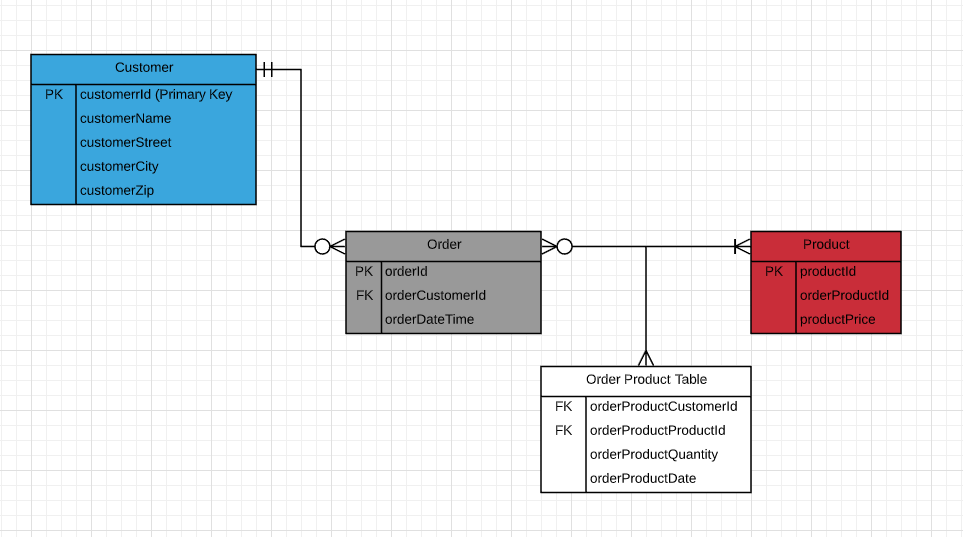 Customer
PK customerrId (Primary Key
customerName
customerStreet
customerCity
customerZip
Order
PK orderId
FK orderCustomerId
orderDateTime
Product
PK productId
orderProductId
productPrice
Order Product Table
FK orderProductCustomerId
FK orderProductProductId
orderProductQuantity
orderProductDate